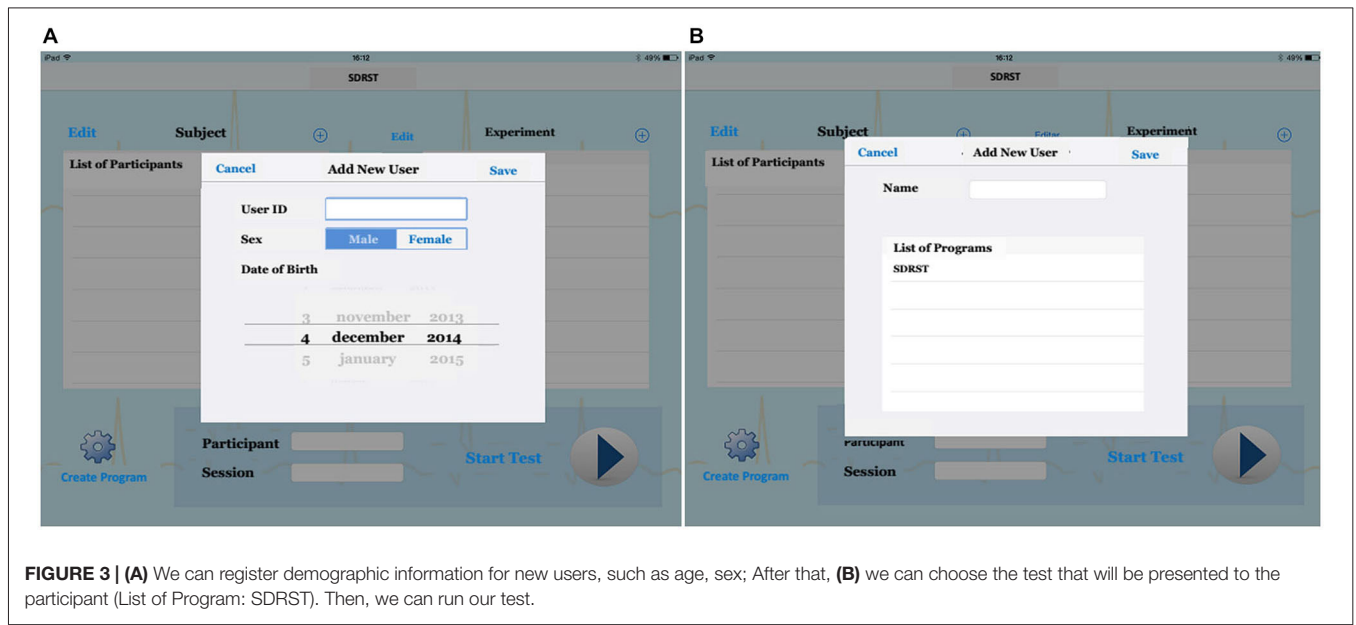 A
iPad 16:12 49%
SDRST
Edit Subject Edit Experiment
List of Participants
Cancel Add New User Save
User ID
Sex Male Female
Date of Birth
3 november 2013
4 december 2014
5 january 2015
Participant
Session
Start Test
Create Program
B
iPad 16:12 49%
SDRST
Edit Subject Editar Experiment
List of Participants
Cancel Add New User Save
Name
List of Programs
SDRST
Participant
Session
Start Test
Create Program
FIGURE 3 | (A) We can register demographic information for new users, such as age, sex; After that, (B) we can choose the test that will be presented to the
participant (List of Program: SDRST). Then, we can run our test.